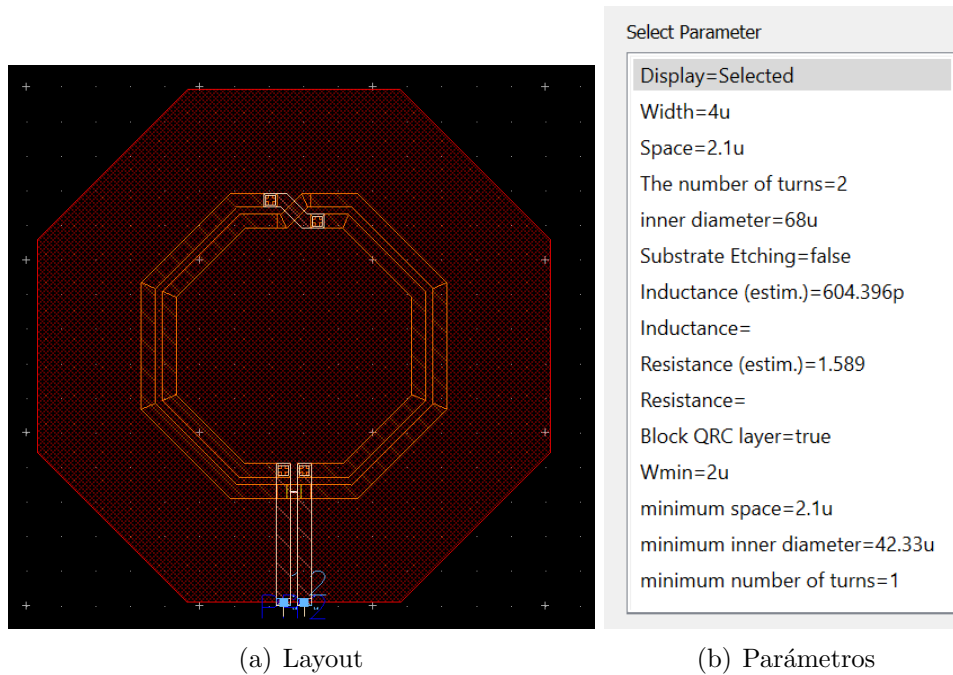 Select Parameter
Display=Selected
Width=4u
Space=2.1u
The number of turns=2
inner diameter=68u
Substrate Etching=false
Inductance (estim.)=604.396p
Inductance=
Resistance (estim.)=1.589
Resistance=
Block QRC layer=true
Wmin=2u
minimum space=2.1u
minimum inner diameter=42.33u
minimum number of turns=1
(a) Layout
(b) Parámetros